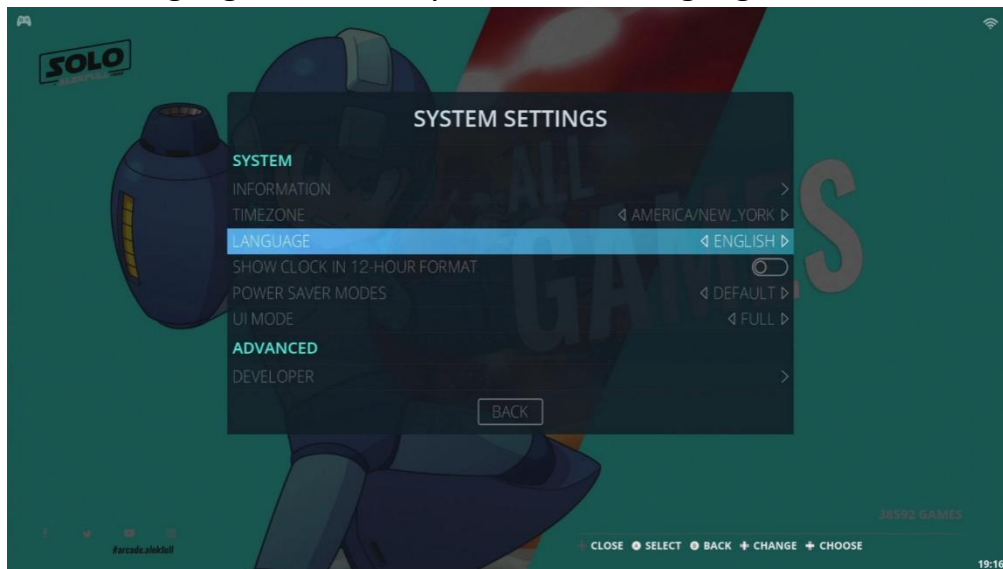 SOLO
SYSTEM SETTINGS
SYSTEM
INFORMATION
TIMEZONE AMERICA/NEW_YORK
LANGUAGE ENGLISH
SHOW CLOCK IN 12-HOUR FORMAT
POWER SAVER MODES DEFAULT
UI MODE FULL
ADVANCED
DEVELOPER
BACK
ALL
GAMES
38592 GAMES
#arcade.alekfull
CLOSE SELECT BACK CHANGE CHOOSE
19:16